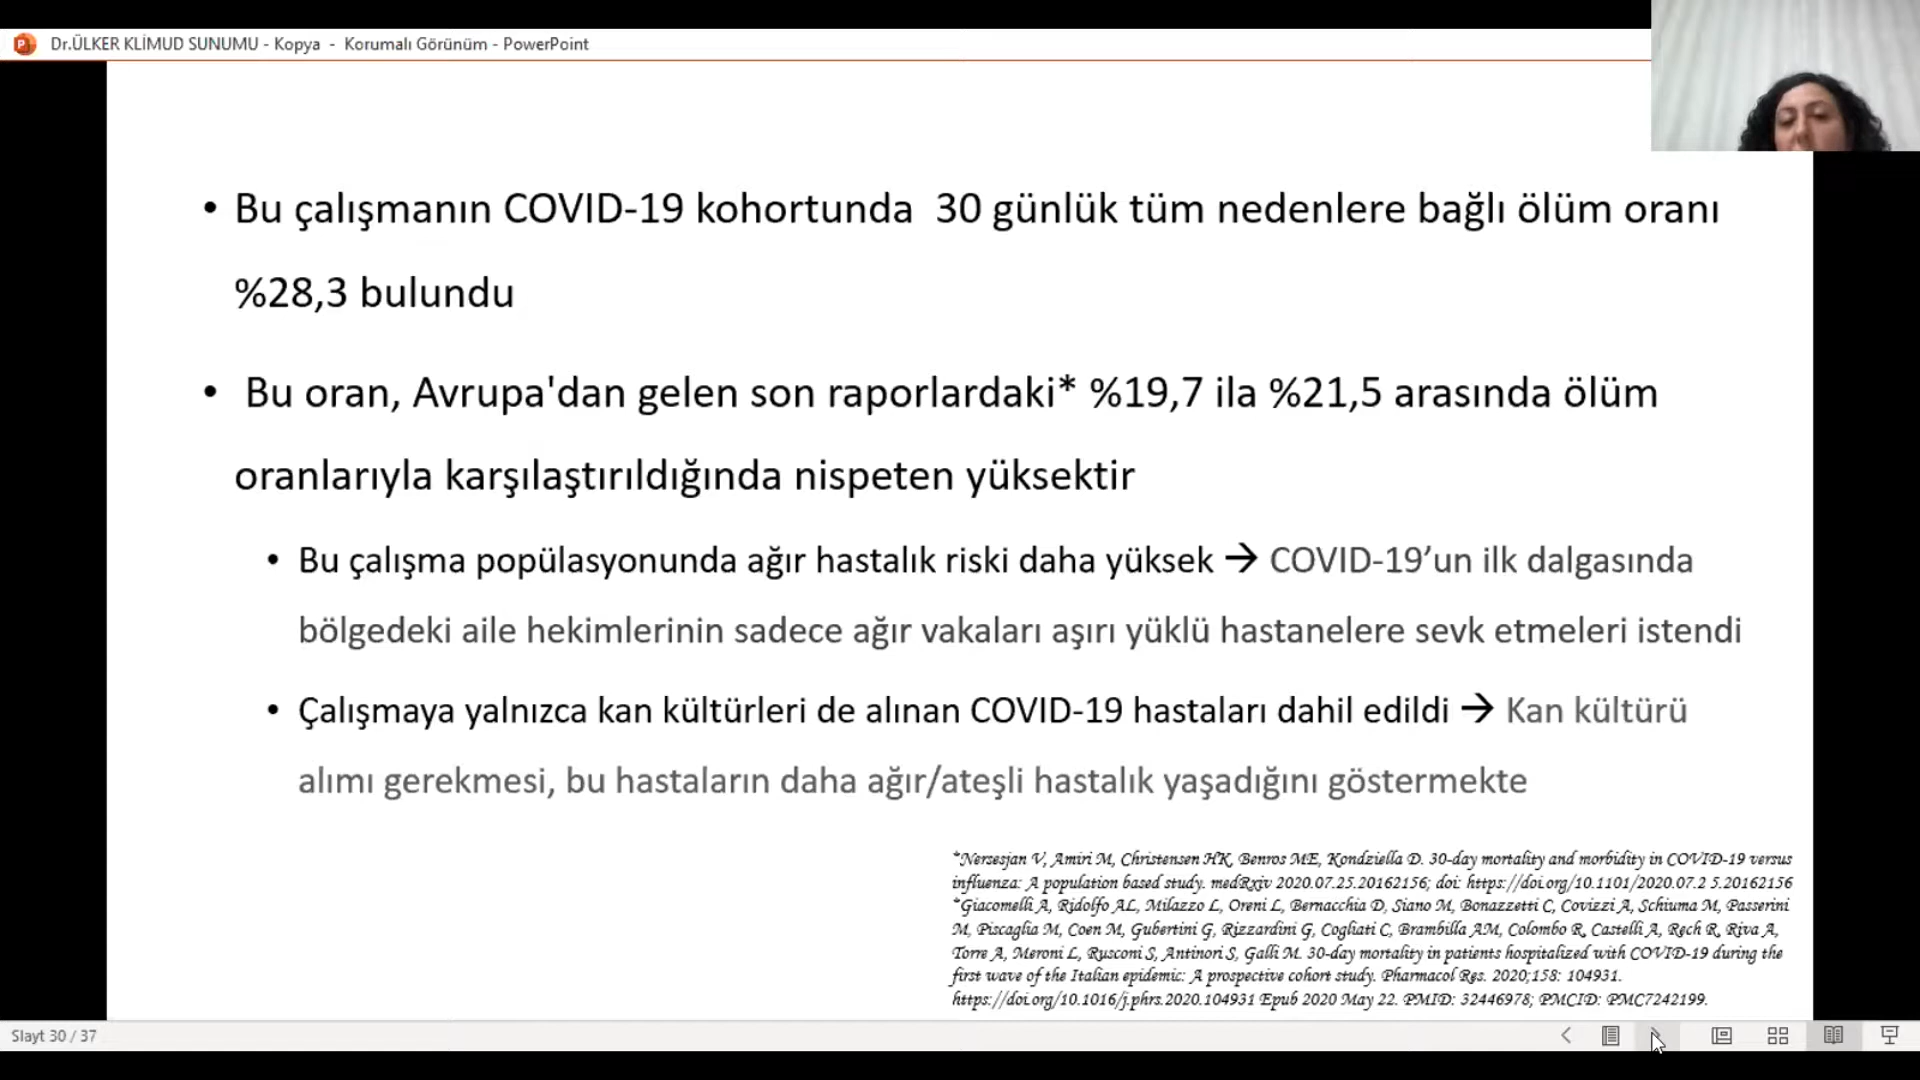 Dr.ÜLKER KLİMUD SUNUMU - Kopya - Korumalı Görünüm - PowerPoint
• Bu çalışmanın COVID-19 kohortunda 30 günlük tüm nedenlere bağlı ölüm oranı
%28,3 bulundu
• Bu oran, Avrupa'dan gelen son raporlardaki* %19,7 ila %21,5 arasında ölüm
oranlarıyla karşılaştırıldığında nispeten yüksektir
• Bu çalışma popülasyonunda ağır hastalık riski daha yüksek → COVID-19’un ilk dalgasında
bölgedeki aile hekimlerinin sadece ağır vakaları aşırı yüklü hastanelere sevk etmeleri istendi
• Çalışmaya yalnızca kan kültürleri de alınan COVID-19 hastaları dahil edildi → Kan kültürü
alımı gerekmesi, bu hastaların daha ağır/ateşli hastalık yaşadığını göstermekte
*Nersesjan V, Amiri M, Christensen HK, Benros ME, Kondziella D. 30-day mortality and morbidity in COVID-19 versus
influenza: A population based study. medRxiv 2020.07.25.20162156; doi: https://doi.org/10.1101/2020.07.2 5.20162156
*Giacomelli A, Ridolfo AL, Milazzo L, Oreni L, Bernacchia D, Siano M, Bonazzetti C, Covizzi A, Schiuma M, Passerini
M, Piscaglia M, Coen M, Gubertini G, Rizzardini G, Cogliati C, Brambilla AM, Colombo R, Castelli A, Rech R, Riva A,
Torre A, Meroni L, Rusconi S, Antinori S, Galli M. 30-day mortality in patients hospitalized with COVID-19 during the
first wave of the Italian epidemic: A prospective cohort study. Pharmacol Res. 2020;158: 104931.
https://doi.org/10.1016/j.phrs.2020.104931 Epub 2020 May 22. PMID: 32446978; PMCID: PMC7242199.
Slayt 30 / 37